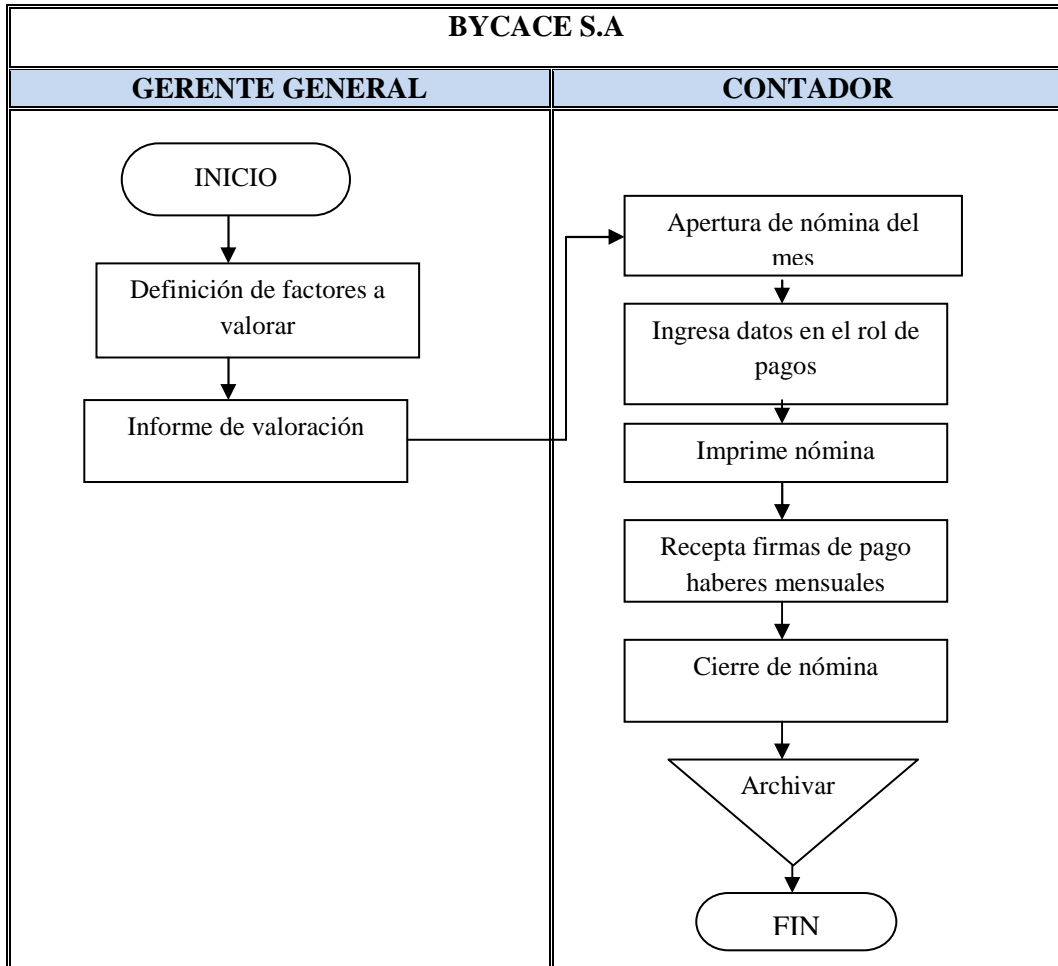 BYCACE S.A
GERENTE GENERAL
CONTADOR
INICIO
Definición de factores a
valorar
Informe de valoración
Apertura de nómina del
mes
Ingresa datos en el rol de
pagos
Imprime nómina
Recepta firmas de pago
haberes mensuales
Cierre de nómina
Archivar
FIN